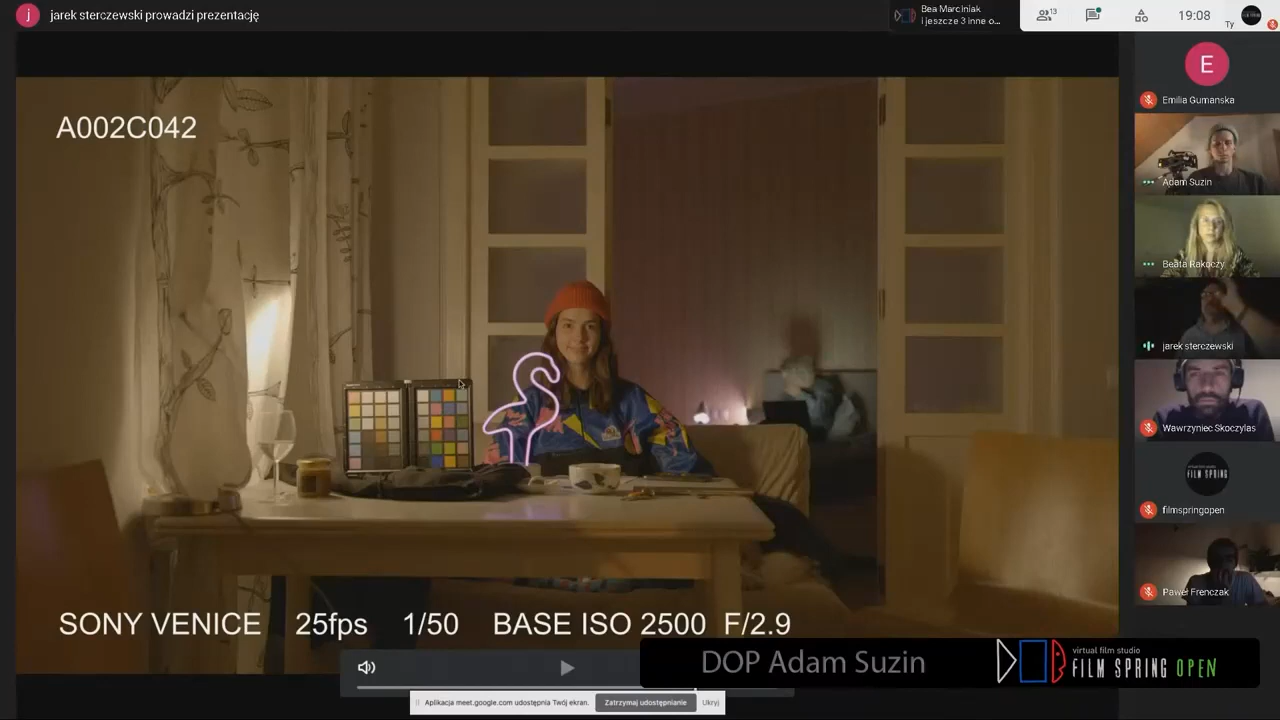 j
jarek sterczewski prowadzi prezentację
Bea Marciniak
i jeszcze 3 inne o...
13
19:08
Ty
E
Emilia Gumanska
A002C042
Adam Suzin
Beata Rakoczy
jarek sterczewski
Wawrzyniec Skoczylas
FILM SPRING
filmspringopen
Paweł Frenczak
SONY VENICE 25fps 1/50 BASE ISO 2500 F/2.9
DOP Adam Suzin
virtual film studio
FILM SPRING OPEN
Aplikacja meet.google.com udostępnia Twój ekran.
Zatrzymaj udostępnianie
Ukryj